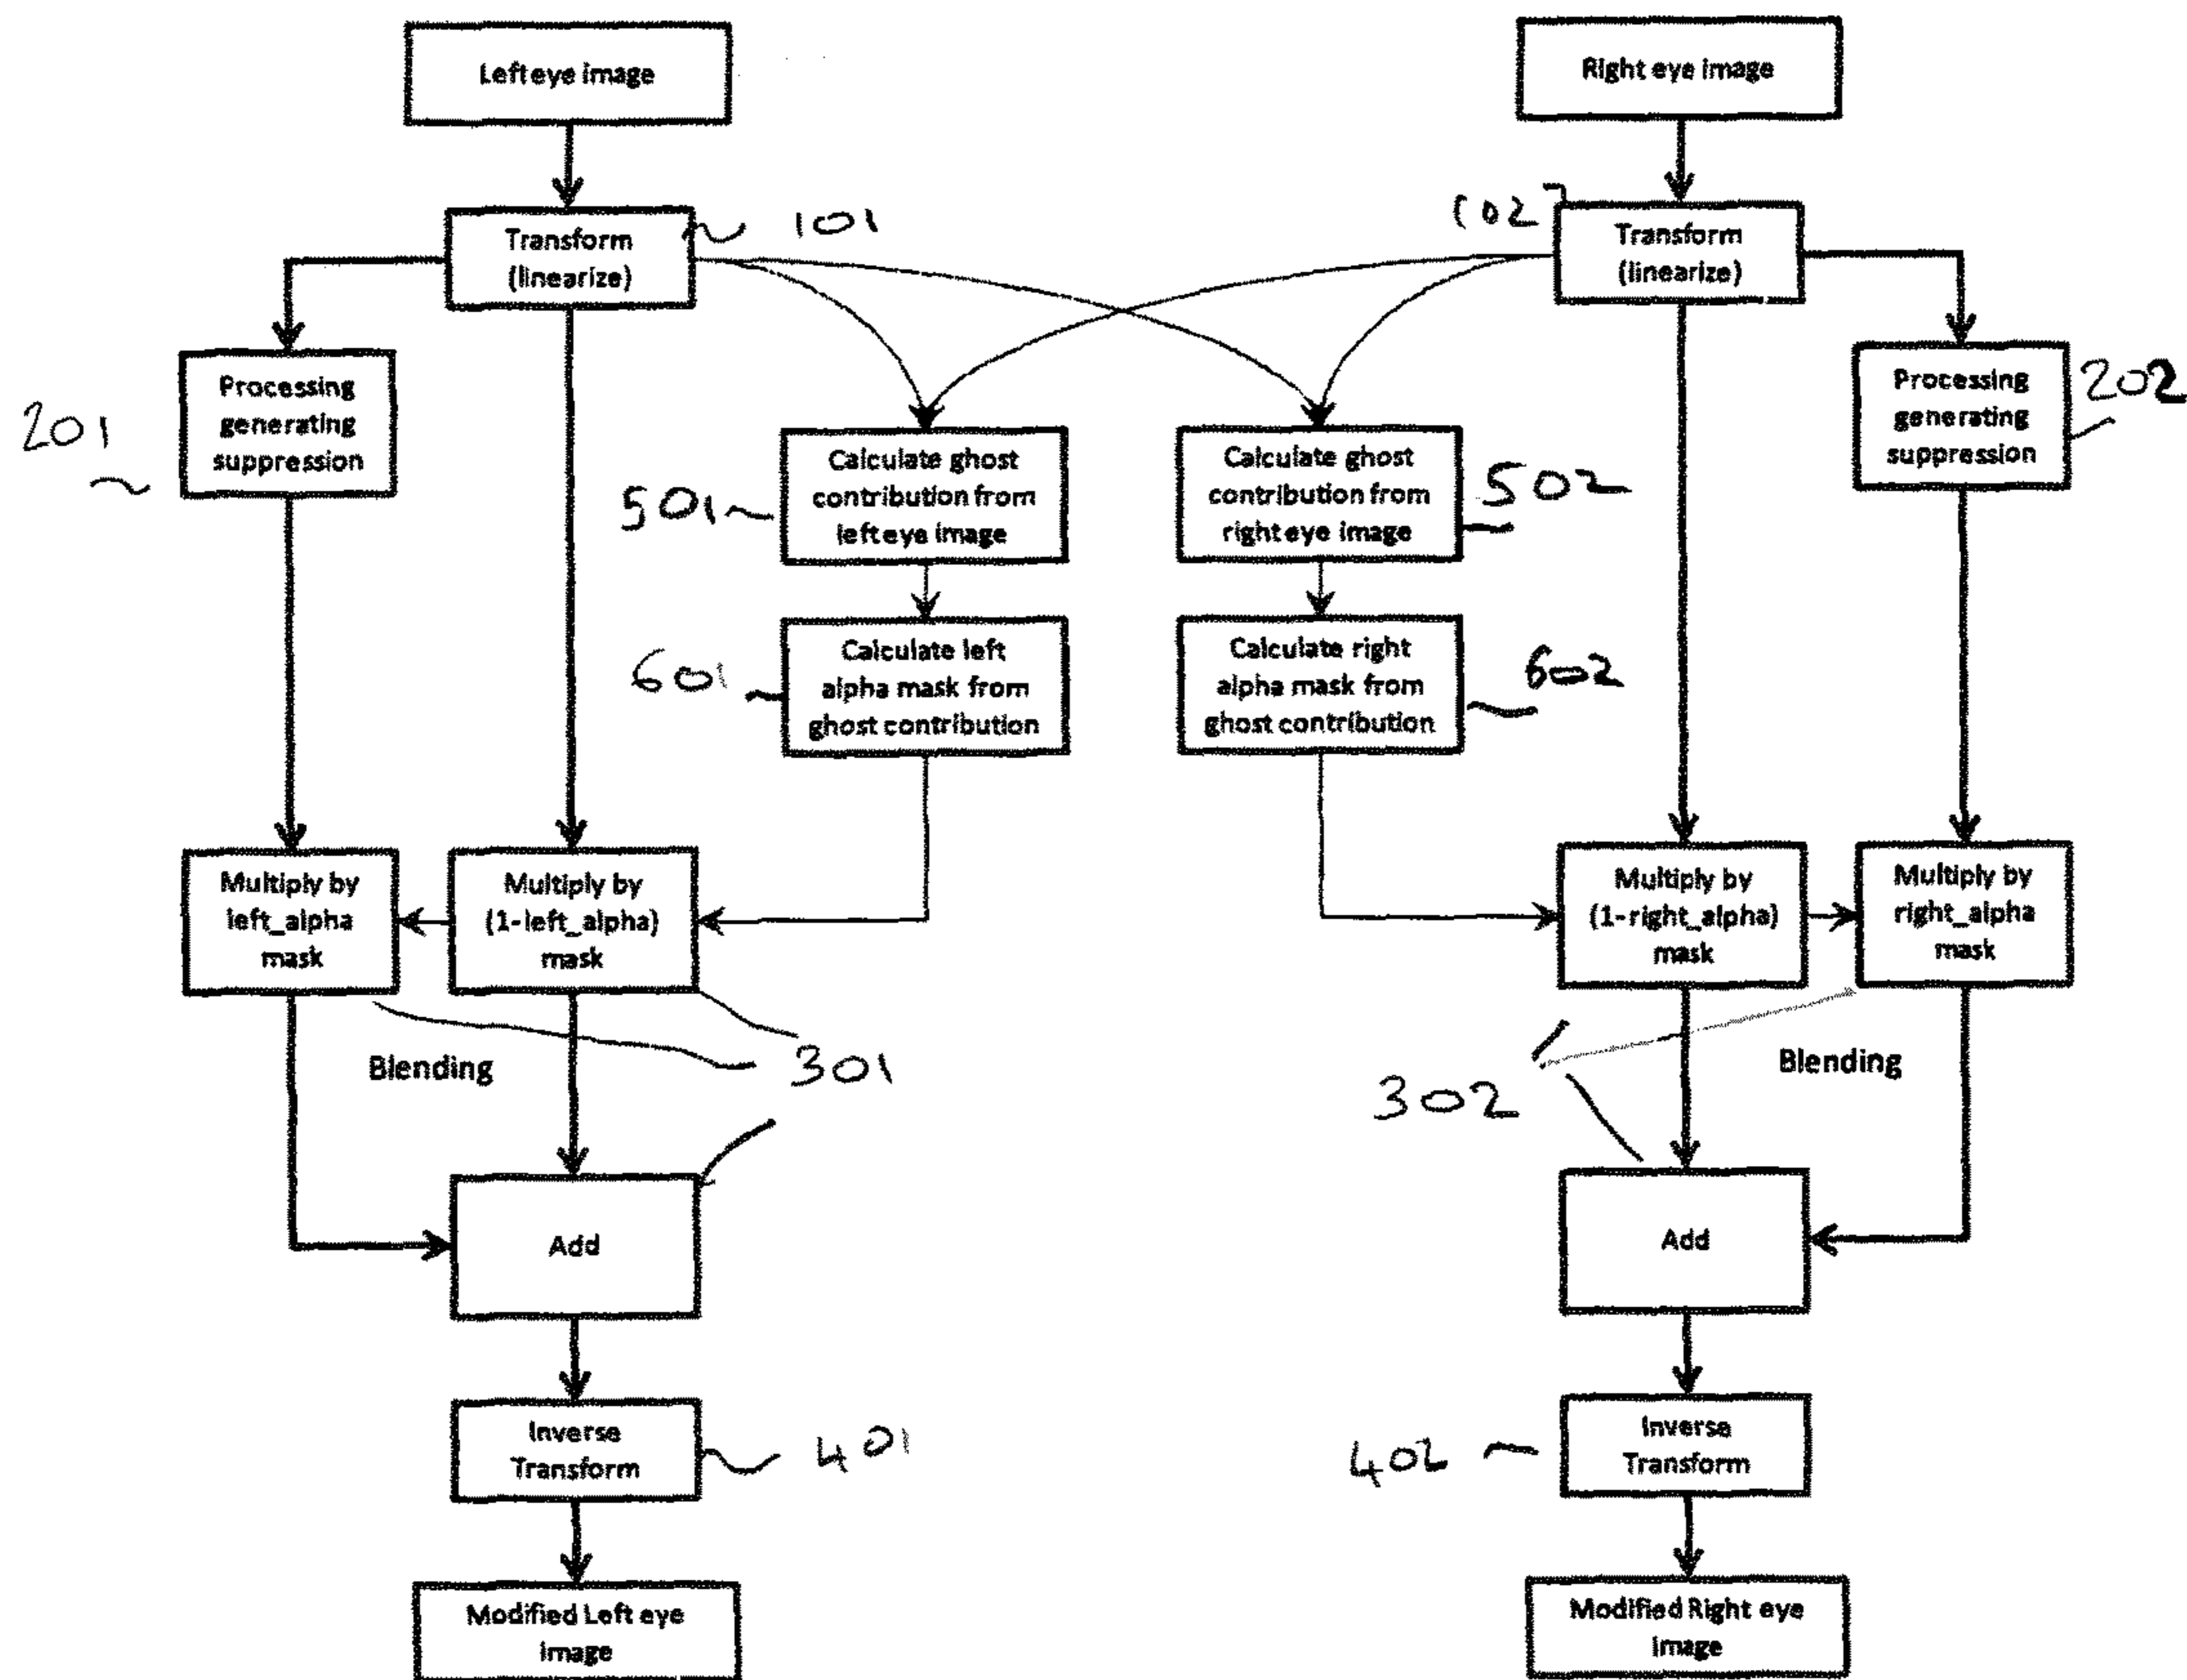 Left eye image
Right eye image
Transform
(linearize)
101
102
Transform
(linearize)
Processing
generating
suppression
201
Processing
generating
suppression
202
Calculate ghost
contribution from
left eye image
501
Calculate ghost
contribution from
right eye image
502
Calculate left
alpha mask from
ghost contribution
601
Calculate right
alpha mask from
ghost contribution
602
Multiply by
left_alpha
mask
Multiply by
(1-left_alpha)
mask
Multiply by
(1-right_alpha)
mask
Multiply by
right_alpha
mask
Blending
301
302
Blending
Add
Add
Inverse
Transform
401
402
Inverse
Transform
Modified Left eye
image
Modified Right eye
image